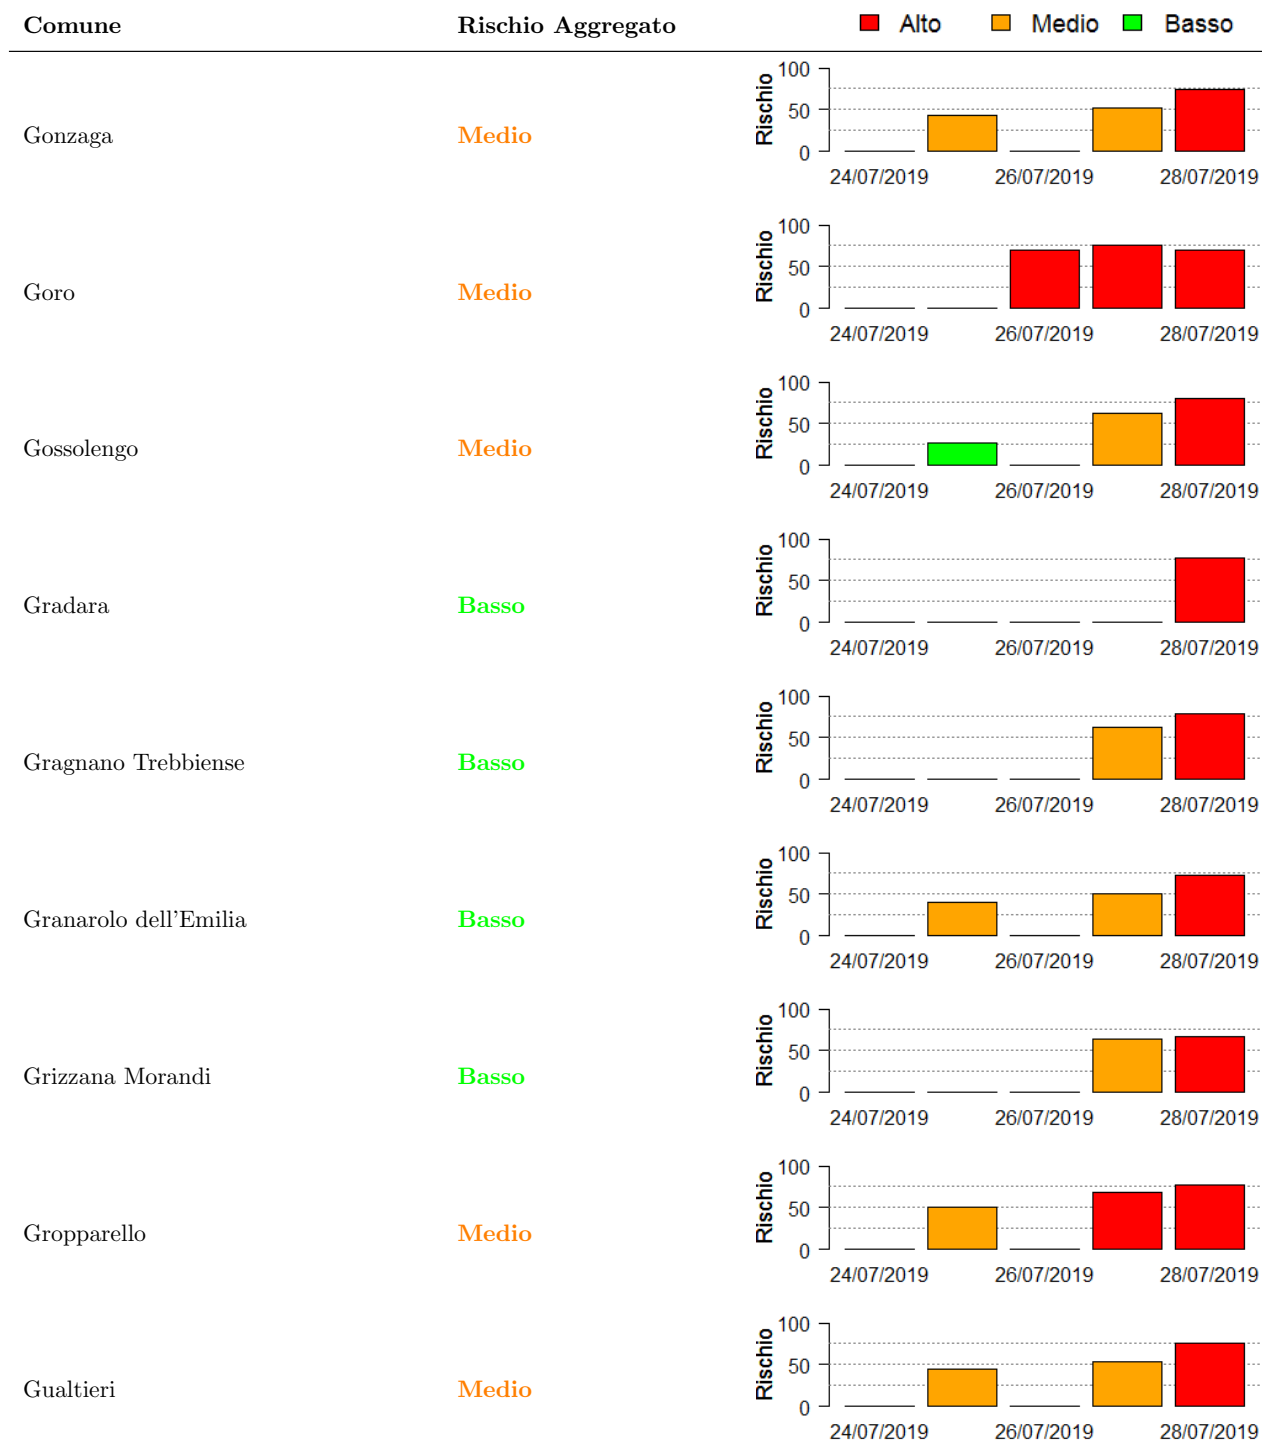 Comune Rischio Aggregato Alto Medio Basso
Gonzaga Medio
Rischio
100
50
0
24/07/2019 26/07/2019 28/07/2019
Goro Medio
Rischio
100
50
0
24/07/2019 26/07/2019 28/07/2019
Gossolengo Medio
Rischio
100
50
0
24/07/2019 26/07/2019 28/07/2019
Gradara Basso
Rischio
100
50
0
24/07/2019 26/07/2019 28/07/2019
Gragnano Trebbiense Basso
Rischio
100
50
0
24/07/2019 26/07/2019 28/07/2019
Granarolo dell'Emilia Basso
Rischio
100
50
0
24/07/2019 26/07/2019 28/07/2019
Grizzana Morandi Basso
Rischio
100
50
0
24/07/2019 26/07/2019 28/07/2019
Gropparello Medio
Rischio
100
50
0
24/07/2019 26/07/2019 28/07/2019
Gualtieri Medio
Rischio
100
50
0
24/07/2019 26/07/2019 28/07/2019